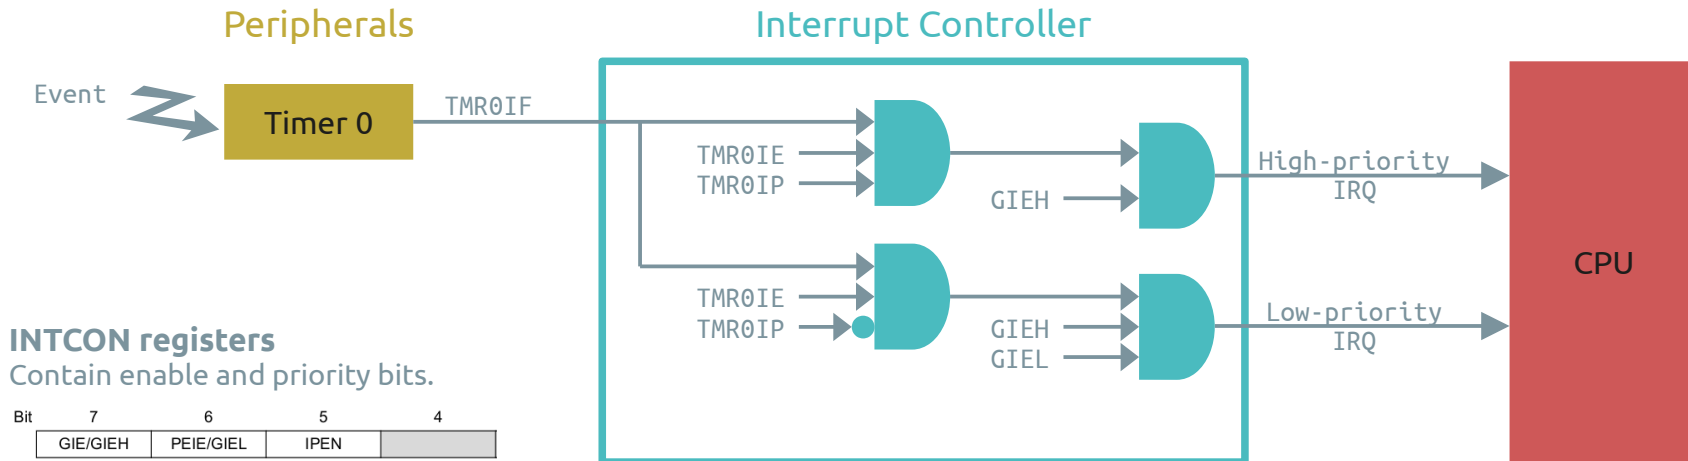 Peripherals
Interrupt Controller
Event
Timer 0
TMR0IF
TMR0IE
TMR0IP
GIEH
High-priority
IRQ
CPU
TMR0IE
TMR0IP
GIEH
GIEL
Low-priority
IRQ
INTCON registers
Contain enable and priority bits.
Bit 7 6 5 4
GIE/GIEH PEIE/GIEL IPEN